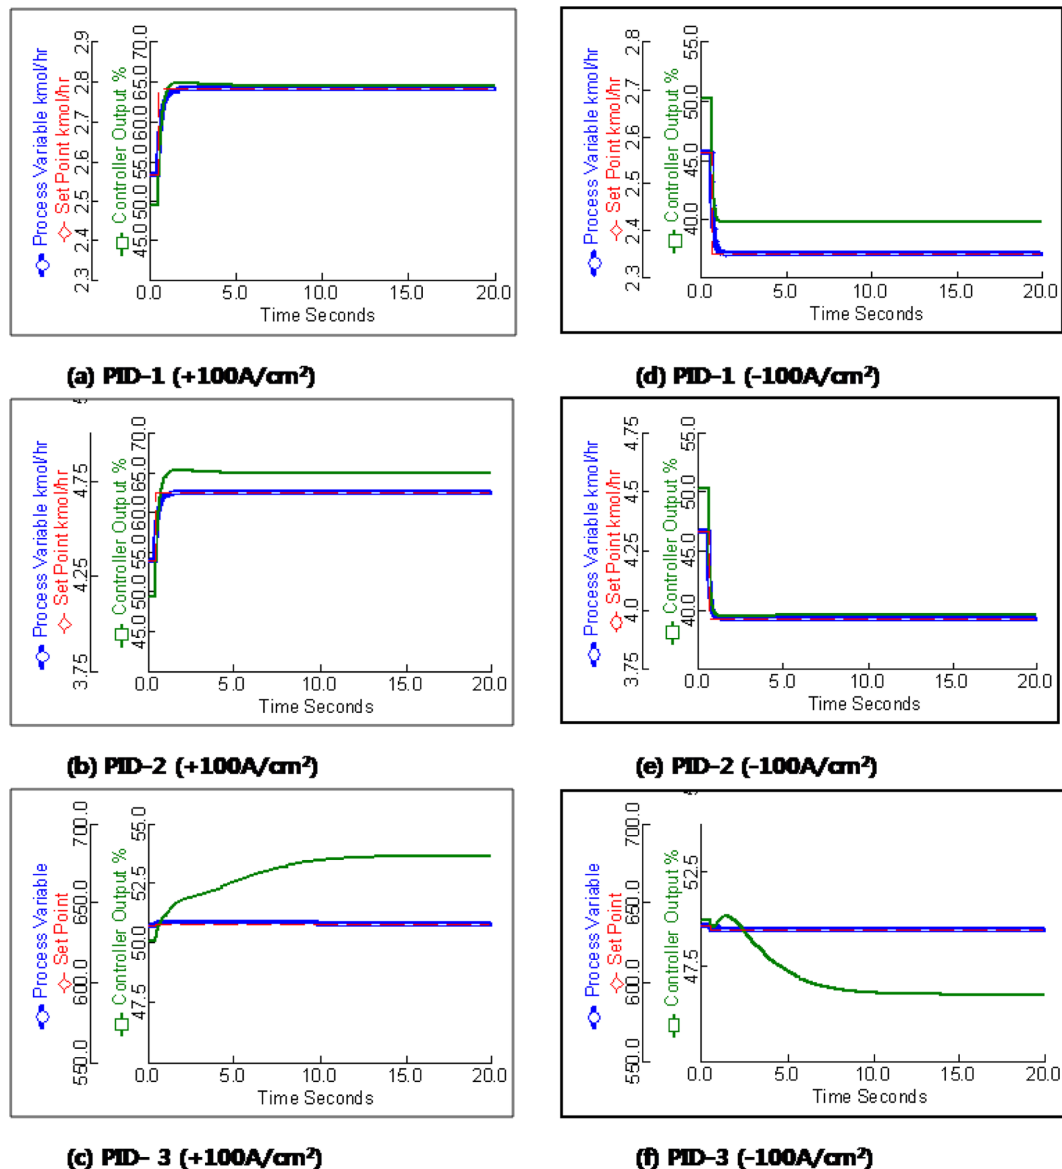 Process Variable kmol/hr
Set Point kmol/hr
Controller Output %
2.3 2.4 2.5 2.6 2.7 2.8 2.9
45.0 50.0 55.0 60.0 65.0 70.0
0.0 5.0 10.0 15.0 20.0
Time Seconds
(a) PID-1 (+100A/cm²)
Process Variable kmol/hr
Set Point kmol/hr
Controller Output %
2.3 2.4 2.5 2.6 2.7 2.8
40.0 45.0 50.0 55.0
0.0 5.0 10.0 15.0 20.0
Time Seconds
(d) PID-1 (-100A/cm²)
Process Variable kmol/hr
Set Point kmol/hr
Controller Output %
3.75 4.25 4.75
45.0 50.0 55.0 60.0 65.0 70.0
0.0 5.0 10.0 15.0 20.0
Time Seconds
(b) PID-2 (+100A/cm²)
Process Variable kmol/hr
Set Point kmol/hr
Controller Output %
3.75 4.0 4.25 4.5 4.75
40.0 45.0 50.0 55.0
0.0 5.0 10.0 15.0 20.0
Time Seconds
(e) PID-2 (-100A/cm²)
Process Variable
Set Point
Controller Output %
550.0 600.0 650.0 700.0
47.5 50.0 52.5 55.0
0.0 5.0 10.0 15.0 20.0
Time Seconds
(c) PID- 3 (+100A/cm²)
Process Variable
Set Point
Controller Output %
550.0 600.0 650.0 700.0
47.5 52.5
0.0 5.0 10.0 15.0 20.0
Time Seconds
(f) PID-3 (-100A/cm²)